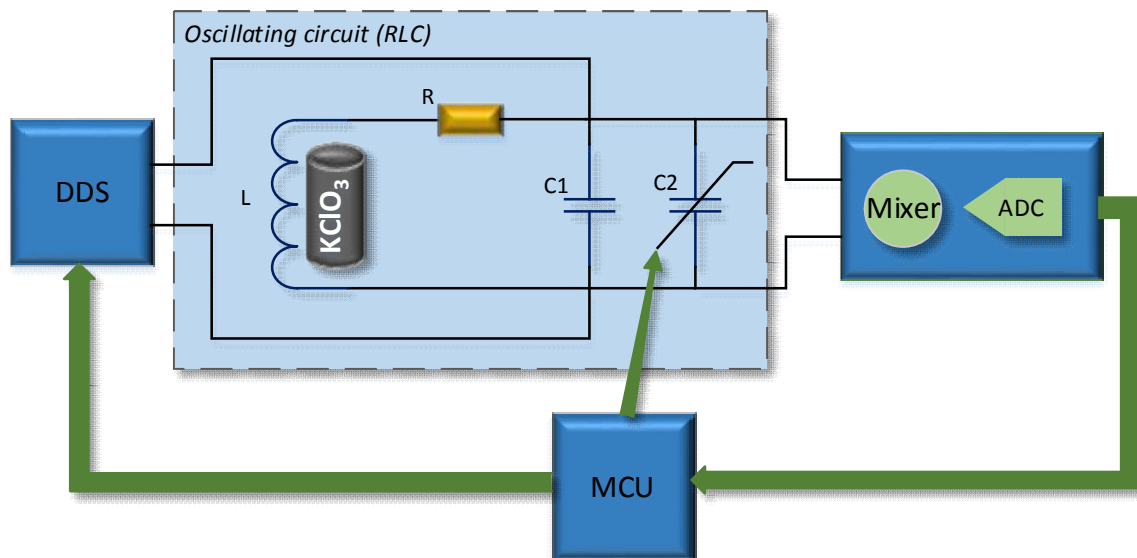 Oscillating circuit (RLC)
R
DDS
L
KClO₃
C1
C2
Mixer
ADC
MCU